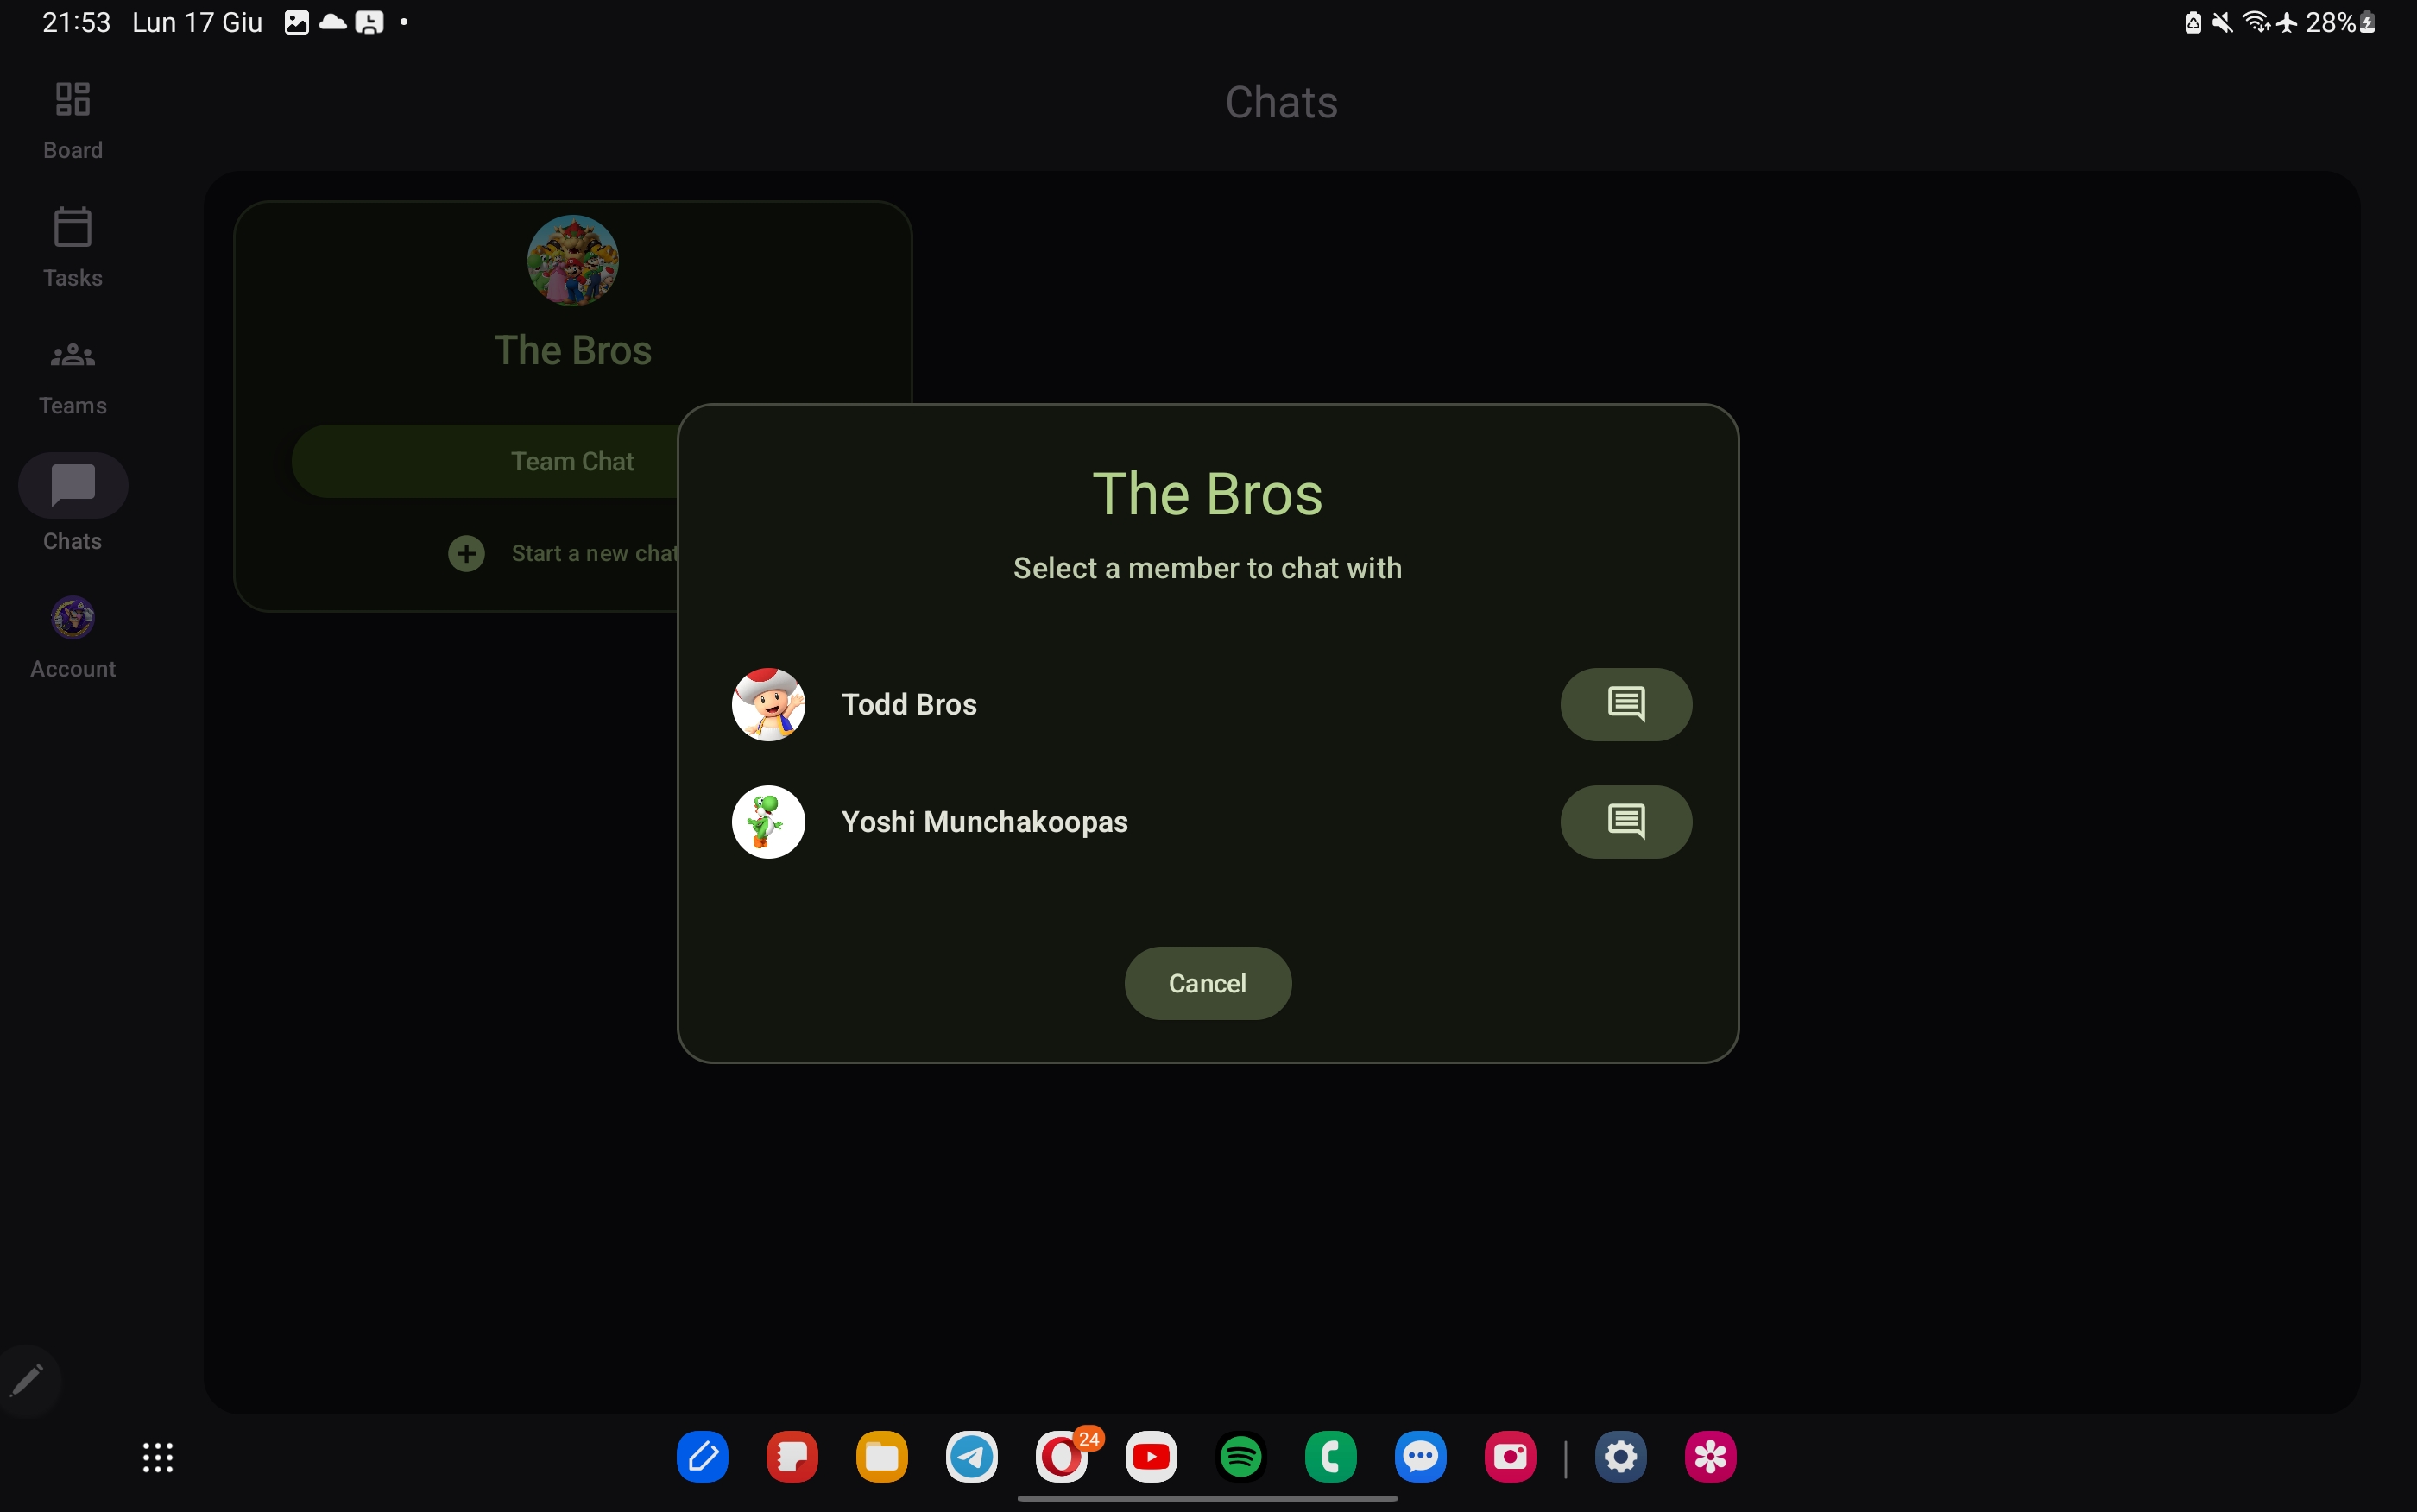 21:53 Lun 17 Giu
28%
Chats
Board
Tasks
Teams
Chats
Account
The Bros
Team Chat
Start a new chat
The Bros
Select a member to chat with
Todd Bros
Yoshi Munchakoopas
Cancel
24